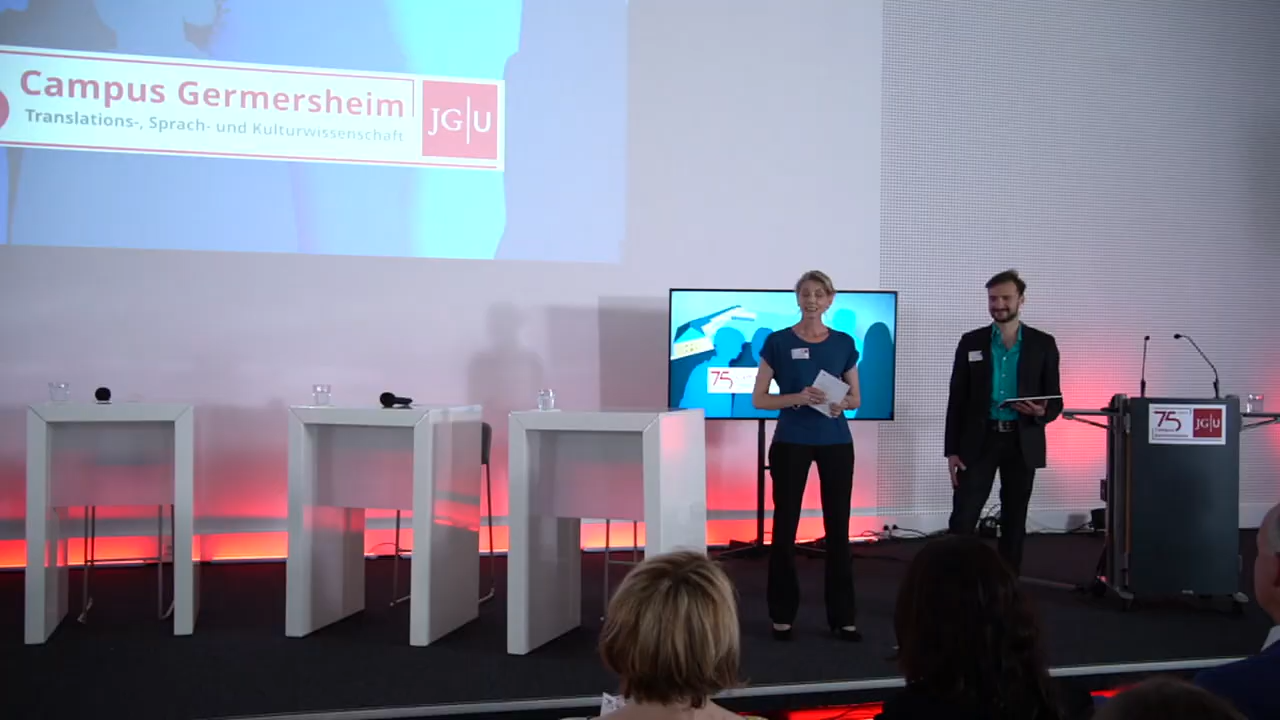 Campus Germersheim
Translations-, Sprach- und Kulturwissenschaft
JG|U
75
75
JG|U